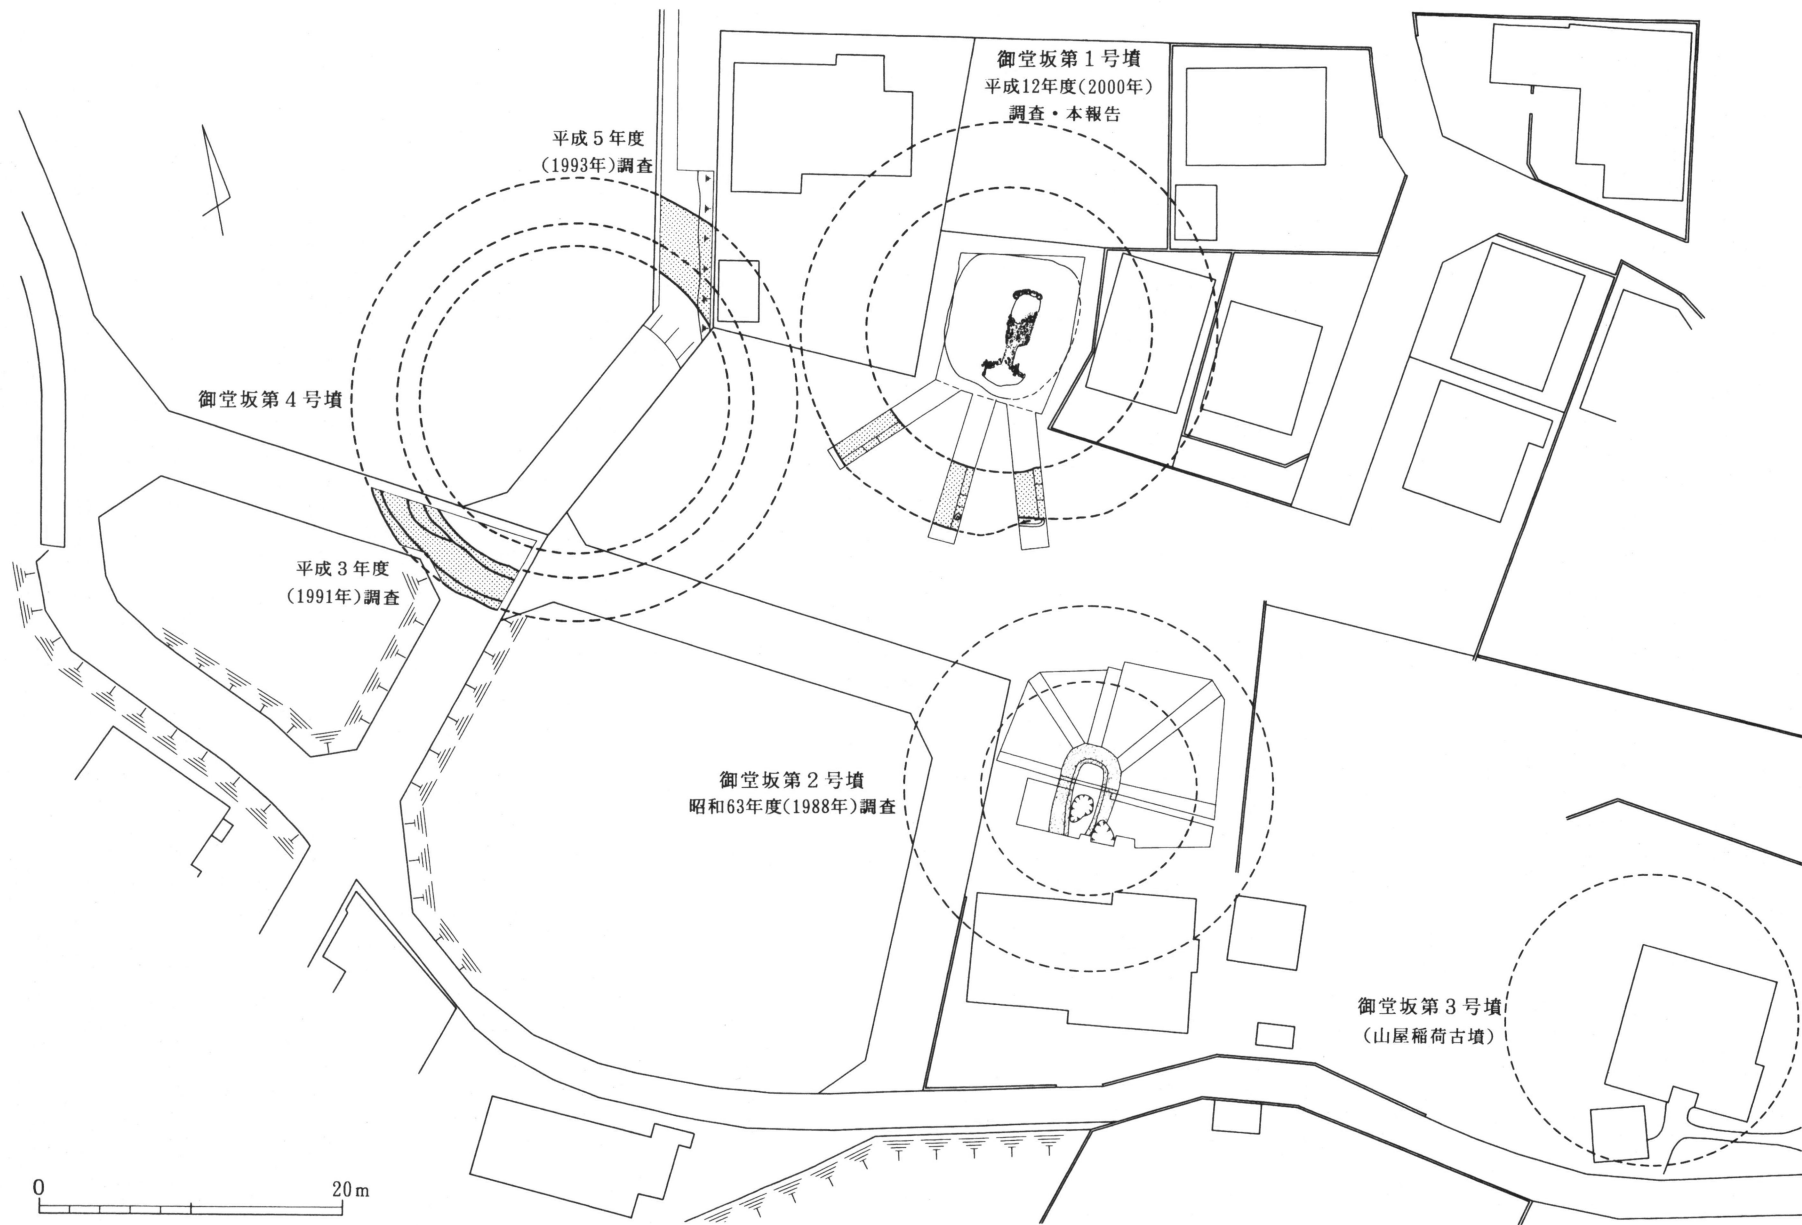 御堂坂第1号墳
平成12年度(2000年)
調査・本報告
平成5年度
(1993年)調査
御堂坂第4号墳
平成3年度
(1991年)調査
御堂坂第2号墳
昭和63年度(1988年)調査
御堂坂第3号墳
(山屋稲荷古墳)
0 20m